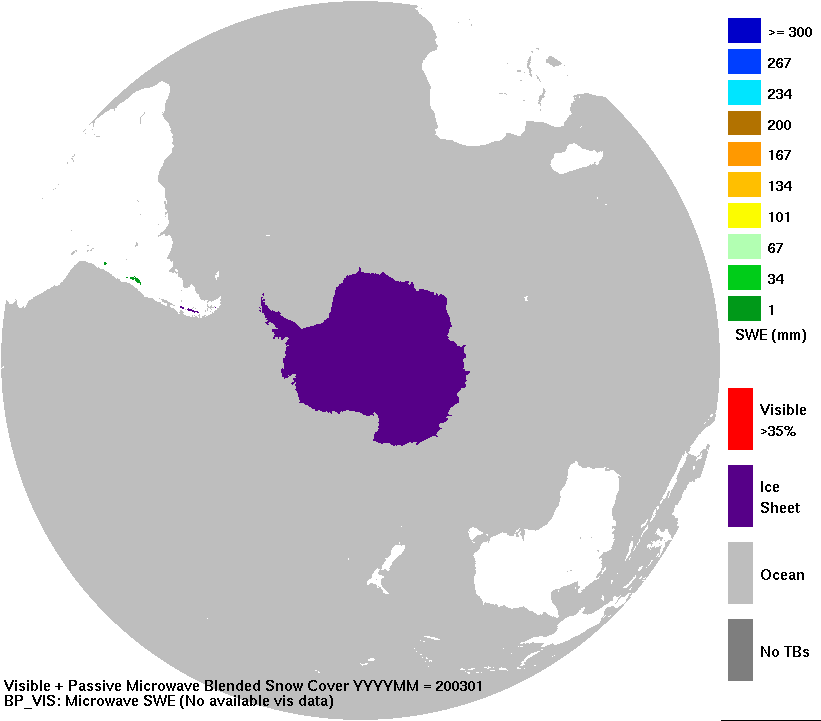 >= 300
267
234
200
167
134
101
67
34
1
SWE (mm)
Visible
>35%
Ice
Sheet
Ocean
No TBs
Visible + Passive Microwave Blended Snow Cover YYYYMM = 200301
BP_VIS: Microwave SWE (No available vis data)